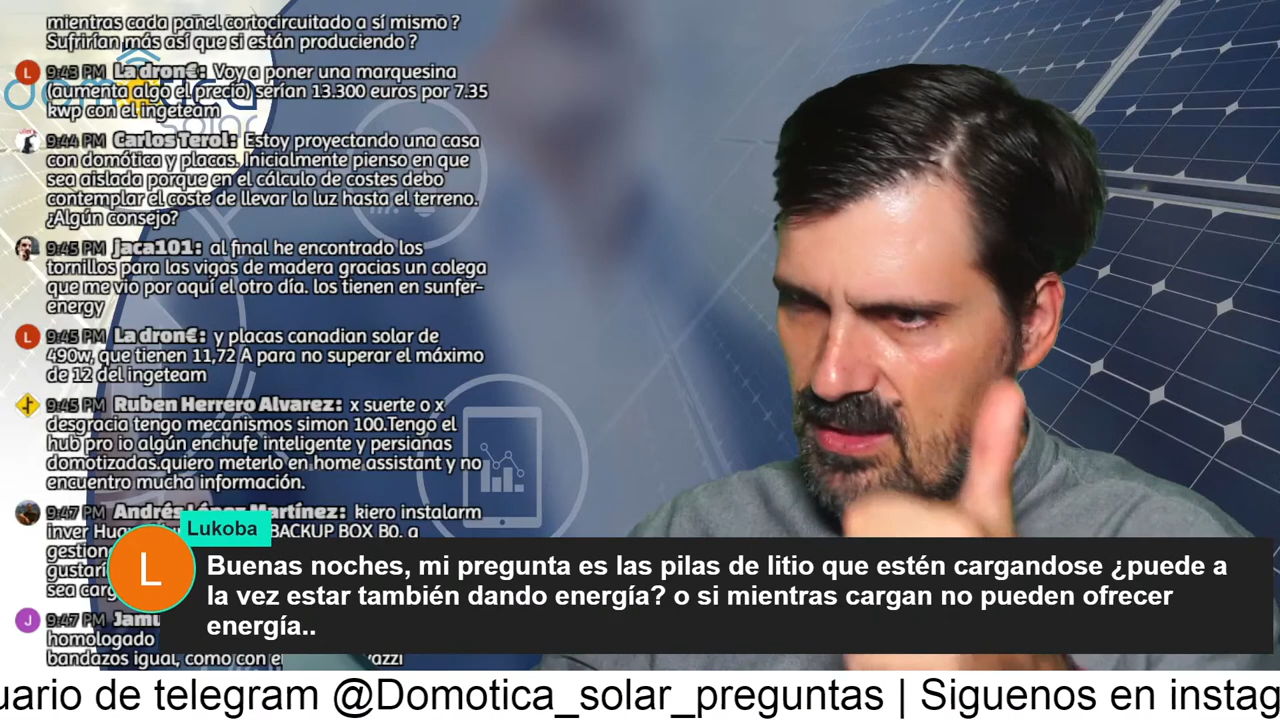 mientras cada panel cortocircuitado a sí mismo ?
Sufrirían más así que si están produciendo ?
L 9:43 PM Ladron€: Voy a poner una marquesina
(aumenta algo el precio) serían 13.300 euros por 7.35
kwp con el ingeteam
domótica
solar
9:44 PM Carlos Terol: Estoy proyectando una casa
con domótica y placas. Inicialmente pienso en que
sea aislada porque en el cálculo de costes debo
contemplar el coste de llevar la luz hasta el terreno.
¿Algún consejo?
9:45 PM Jaca101: al final he encontrado los
tornillos para las vigas de madera gracias un colega
que me vio por aquí el otro día. los tienen en sunfer-
energy
L 9:45 PM Ladron€: y placas canadian solar de
490w, que tienen 11,72 A para no superar el máximo
de 12 del ingeteam
9:45 PM Ruben Herrero Alvarez: x suerte o x
desgracia tengo mecanismos simon 100.Tengo el
hub pro io algún enchufe inteligente y persianas
domotizadas.quiero meterlo en home assistant y no
encuentro mucha información.
9:47 PM Andrés López Martínez: kiero instalarm
inver BACKUP BOX B0. a
gestion
gustarí
sea carg
J 9:47 PM Jamu
homologado
bandazos igual, como con e
Lukoba
L Buenas noches, mi pregunta es las pilas de litio que estén cargandose ¿puede a
la vez estar también dando energía? o si mientras cargan no pueden ofrecer
energía..
uario de telegram @Domotica_solar_preguntas | Siguenos en instag